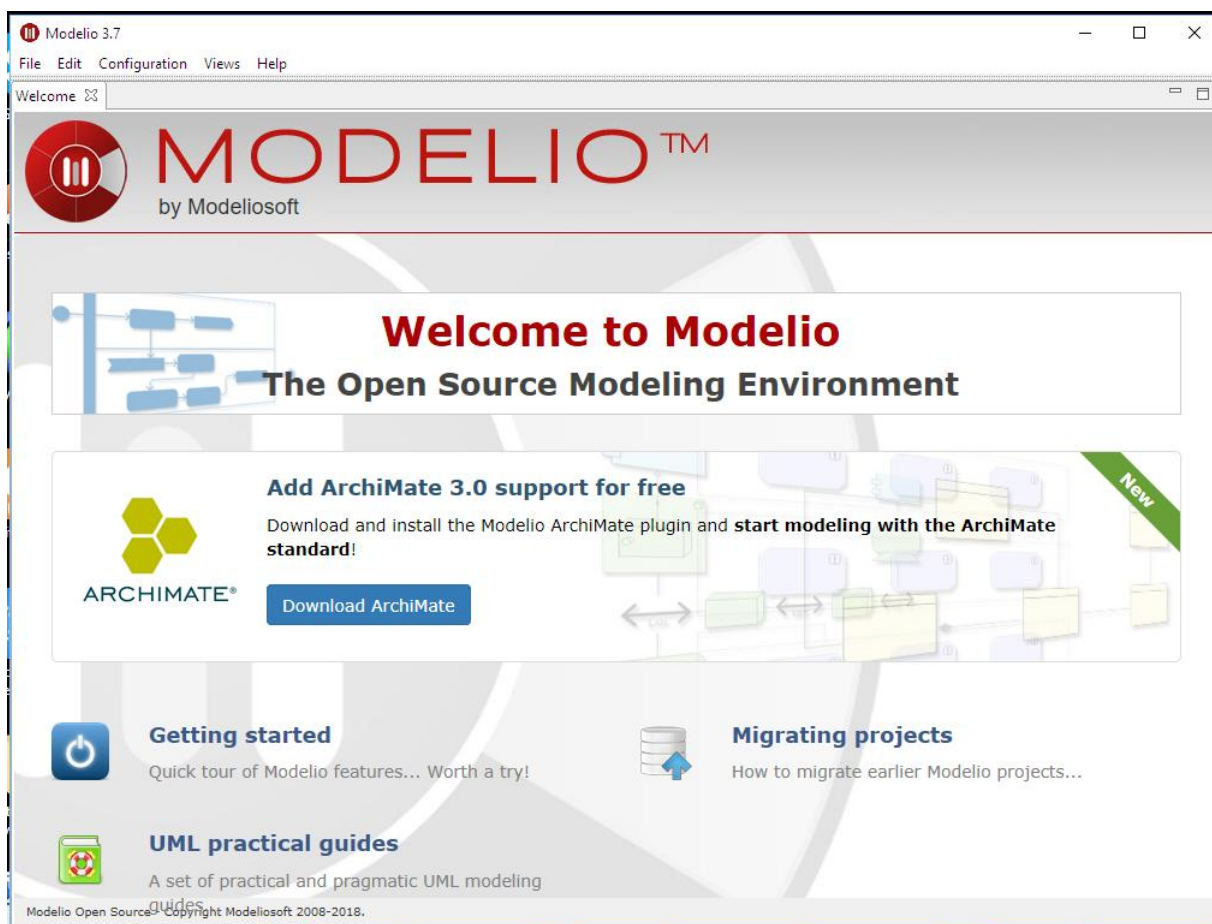 Modelio 3.7
File Edit Configuration Views Help
Welcome
MODELIO™
by Modeliosoft
Welcome to Modelio
The Open Source Modeling Environment
New
Add ArchiMate 3.0 support for free
Download and install the Modelio ArchiMate plugin and start modeling with the ArchiMate
standard!
ARCHIMATE®
Download ArchiMate
Getting started
Quick tour of Modelio features... Worth a try!
Migrating projects
How to migrate earlier Modelio projects...
UML practical guides
A set of practical and pragmatic UML modeling
guides
Modelio Open Source - Copyright Modeliosoft 2008-2018.